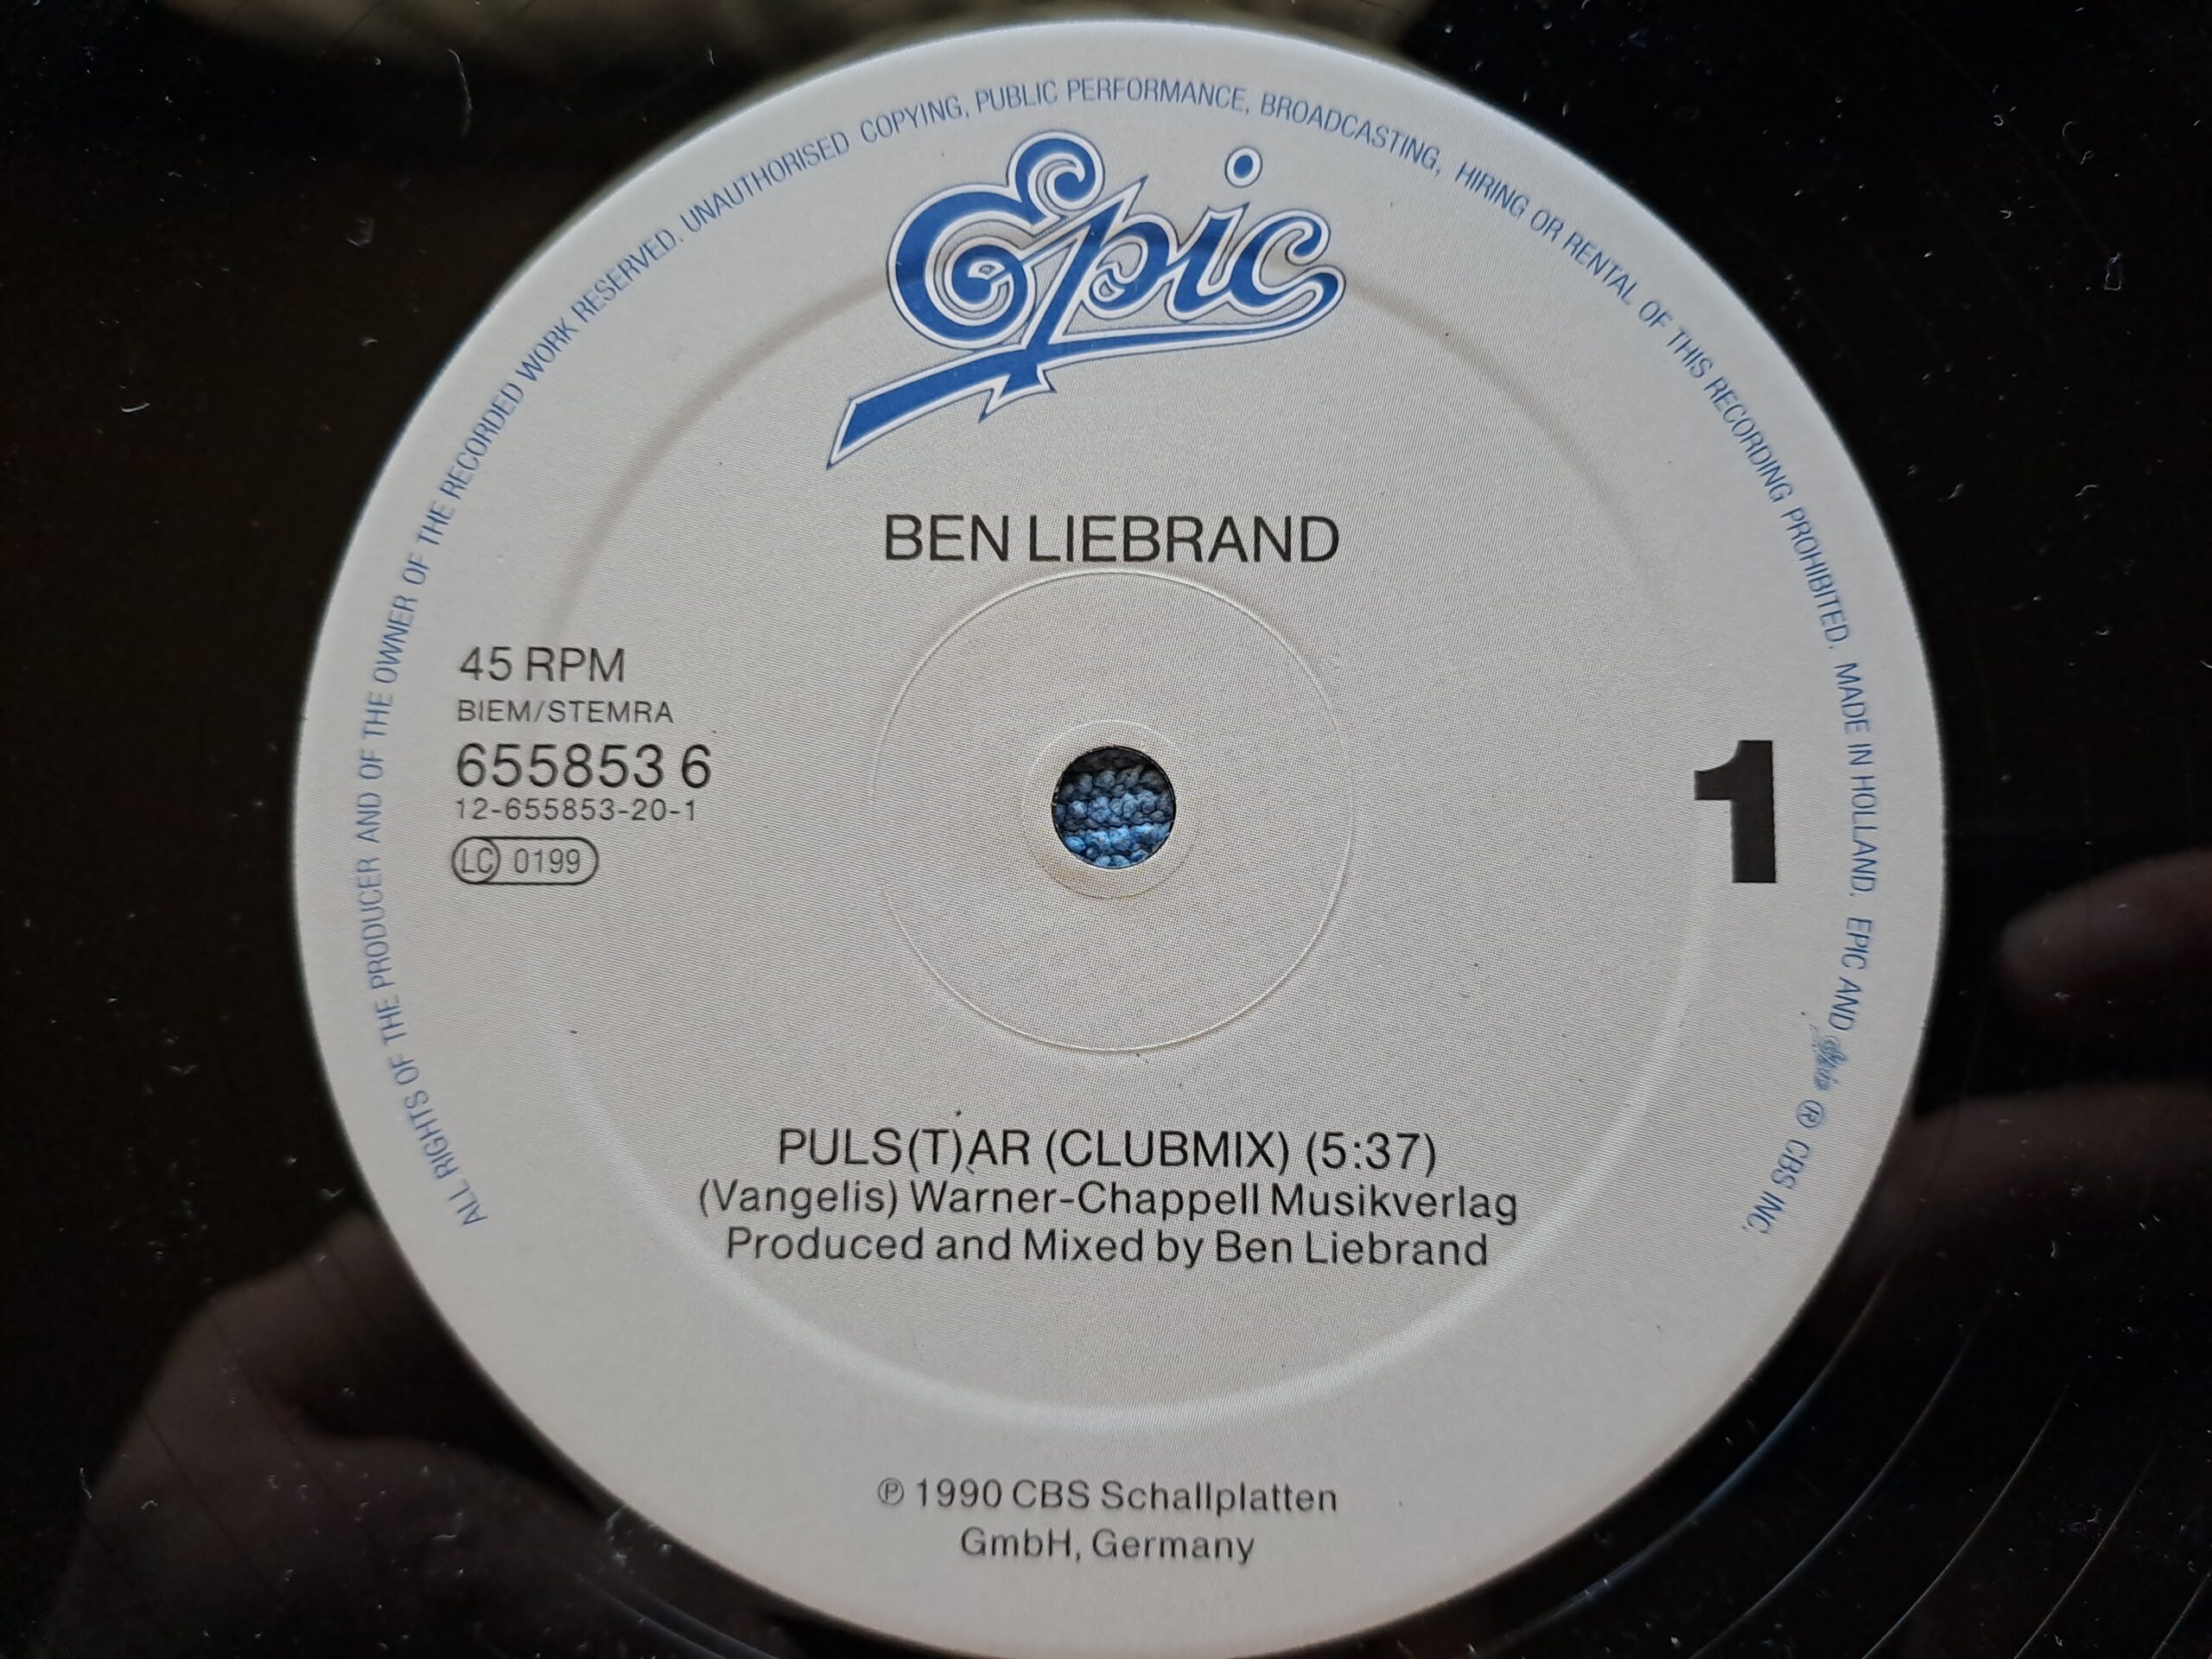 ALL RIGHTS OF THE PRODUCER AND OF THE OWNER OF THE RECORDED WORK RESERVED. UNAUTHORISED COPYING, PUBLIC PERFORMANCE, BROADCASTING, HIRING OR RENTAL OF THIS RECORDING PROHIBITED. MADE IN HOLLAND. EPIC AND Epic ® CBS INC.
Epic
BEN LIEBRAND
45 RPM
BIEM/STEMRA
655853 6
12-655853-20-1
LC 0199
1
PULS(T)AR (CLUBMIX) (5:37)
(Vangelis) Warner-Chappell Musikverlag
Produced and Mixed by Ben Liebrand
℗ 1990 CBS Schallplatten
GmbH, Germany